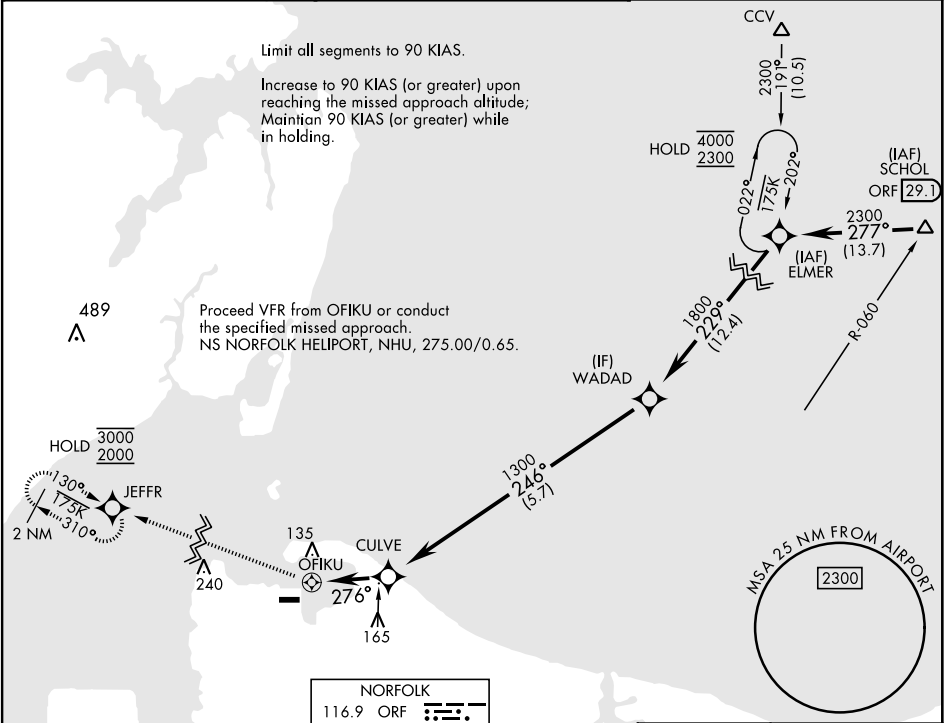 Limit all segments to 90 KIAS.
Increase to 90 KIAS (or greater) upon
reaching the missed approach altitude;
Maintian 90 KIAS (or greater) while
in holding.
CCV
2300
191°
(10.5)
HOLD 4000
2300
022°
175K
202°
(IAF)
SCHOL
ORF 29.1
2300
277°
(13.7)
(IAF)
ELMER
R-060
489
Proceed VFR from OFIKU or conduct
the specified missed approach.
NS NORFOLK HELIPORT, NHU, 275.00/0.65.
1800
229°
(12.4)
(IF)
WADAD
HOLD 3000
2000
130°
175K
310°
2 NM
JEFFR
1300
246°
(5.7)
135
OFIKU
CULVE
240
276°
165
MSA 25 NM FROM AIRPORT
2300
NORFOLK
116.9 ORF